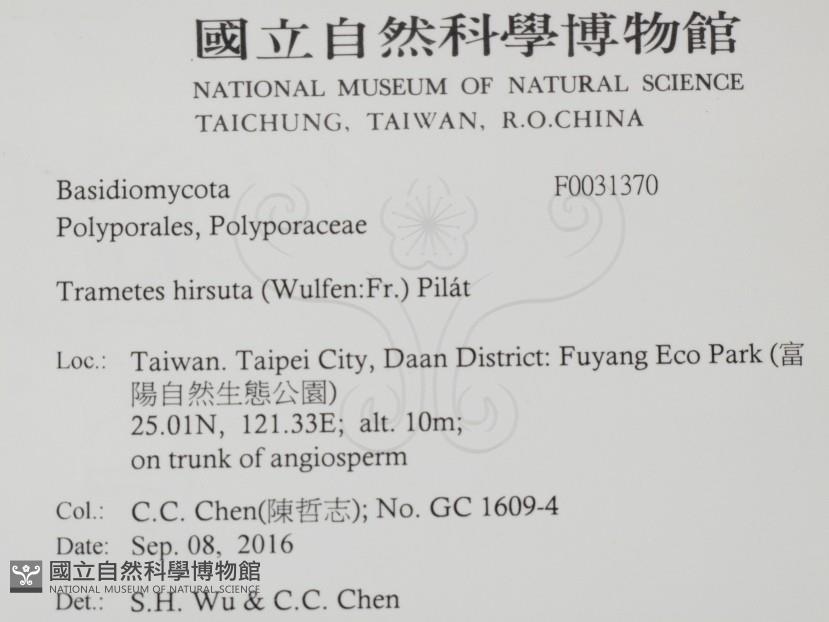 國立自然科學博物館
NATIONAL MUSEUM OF NATURAL SCIENCE
TAICHUNG, TAIWAN, R.O.CHINA
Basidiomycota F0031370
Polyporales, Polyporaceae
Trametes hirsuta (Wulfen:Fr.) Pilát
Loc.: Taiwan. Taipei City, Daan District: Fuyang Eco Park (富
陽自然生態公園)
25.01N, 121.33E; alt. 10m;
on trunk of angiosperm
Col.: C.C. Chen(陳哲志); No. GC 1609-4
Date: Sep. 08, 2016
國立自然科學博物館
NATIONAL MUSEUM OF NATURAL SCIENCE
Det.: S.H. Wu & C.C. Chen